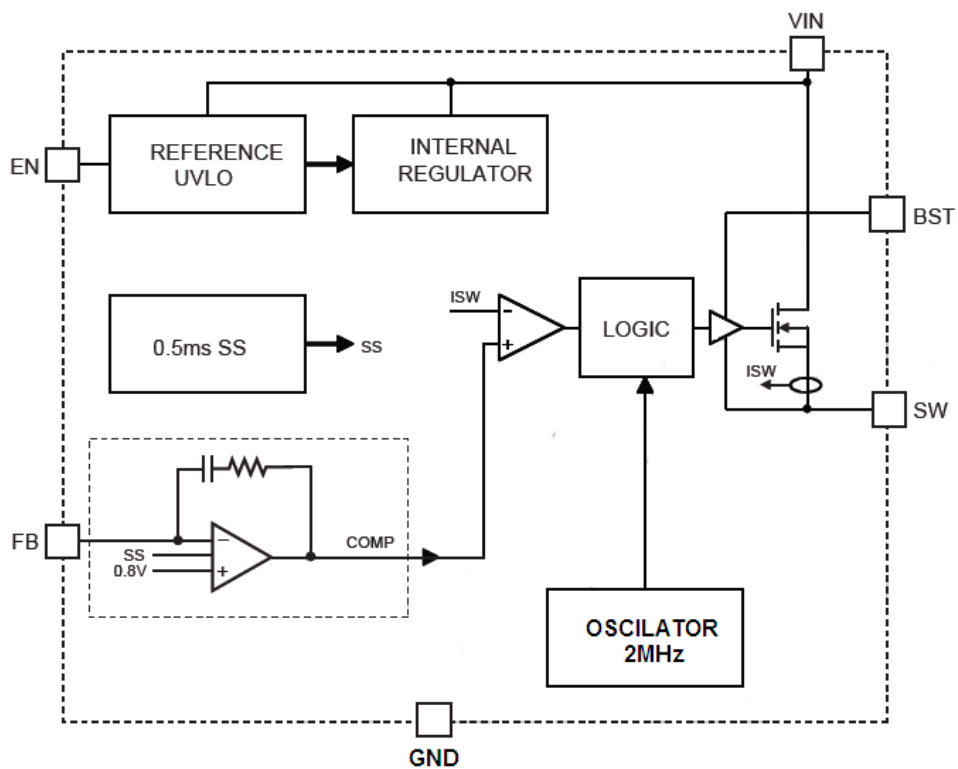 VIN
EN
REFERENCE
UVLO
INTERNAL
REGULATOR
BST
ISW
−
+
LOGIC
0.5ms SS
SS
ISW
SW
FB
−
SS
0.8V
+
COMP
OSCILATOR
2MHz
GND